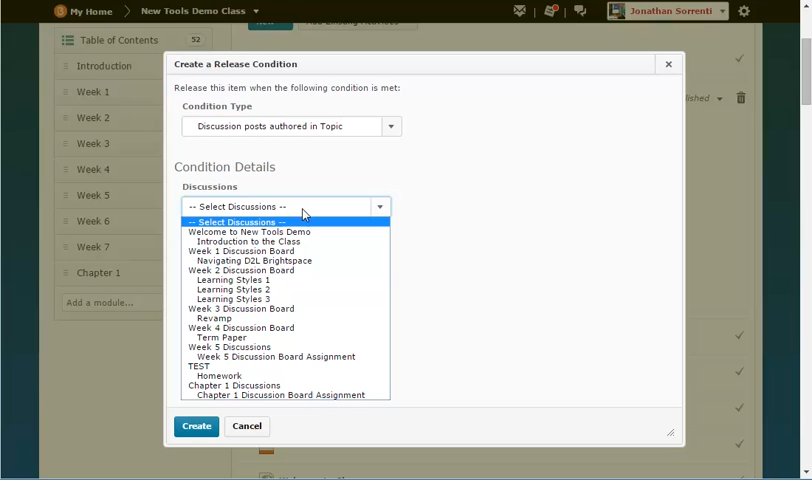 My Home
New Tools Demo Class
Jonathan Sorrenti
Table of Contents 52
Introduction
Week 1
Week 2
Week 3
Week 4
Week 5
Week 6
Week 7
Chapter 1
Add a module...
Create a Release Condition
Release this item when the following condition is met:
Condition Type
Discussion posts authored in Topic
Condition Details
Discussions
-- Select Discussions --
-- Select Discussions --
Welcome to New Tools Demo
Introduction to the Class
Week 1 Discussion Board
Navigating D2L Brightspace
Week 2 Discussion Board
Learning Styles 1
Learning Styles 2
Learning Styles 3
Week 3 Discussion Board
Revamp
Week 4 Discussion Board
Term Paper
Week 5 Discussions
Week 5 Discussion Board Assignment
TEST
Homework
Chapter 1 Discussions
Chapter 1 Discussion Board Assignment
Create
Cancel